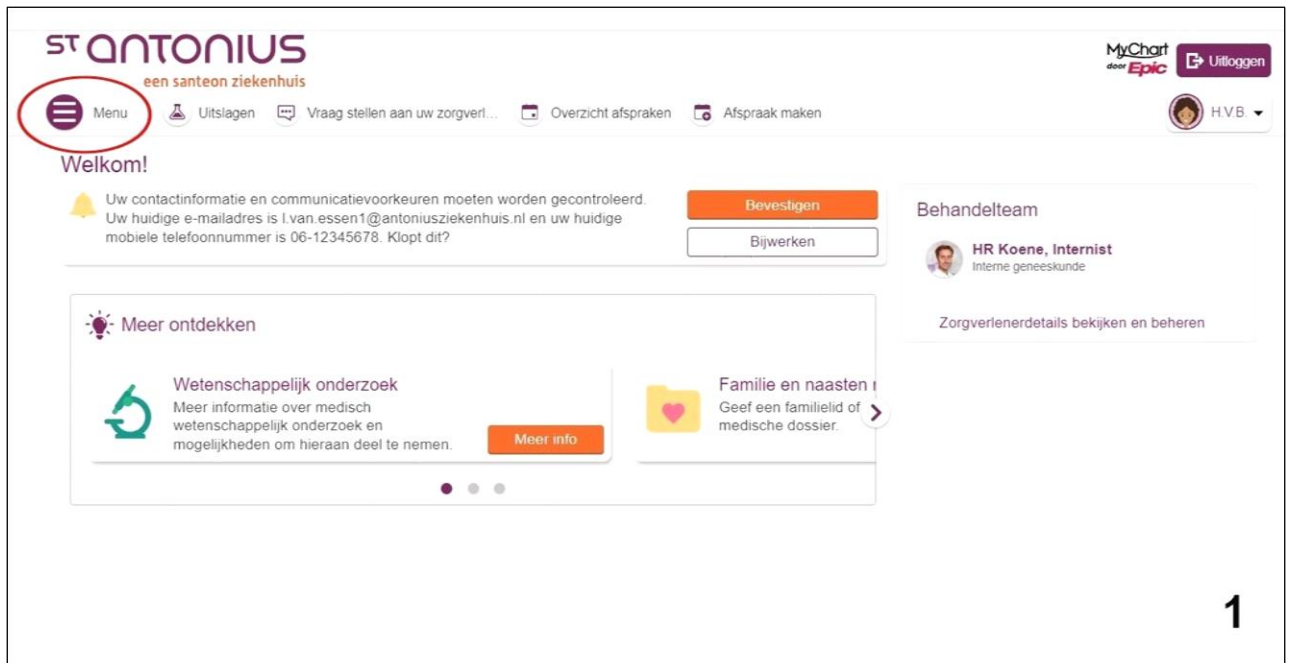 ST antonius
een santeon ziekenhuis
MyChart
door Epic
Uitloggen
Menu
Uitslagen
Vraag stellen aan uw zorgverl...
Overzicht afspraken
Afspraak maken
H.V.B.
Welkom!
Uw contactinformatie en communicatievoorkeuren moeten worden gecontroleerd.
Uw huidige e-mailadres is l.van.essen1@antoniusziekenhuis.nl en uw huidige
mobiele telefoonnummer is 06-12345678. Klopt dit?
Bevestigen
Bijwerken
Behandelteam
HR Koene, Internist
Interne geneeskunde
Zorgverlenerdetails bekijken en beheren
Meer ontdekken
Wetenschappelijk onderzoek
Meer informatie over medisch
wetenschappelijk onderzoek en
mogelijkheden om hieraan deel te nemen.
Meer info
Familie en naasten
Geef een familielid of
medische dossier.
1